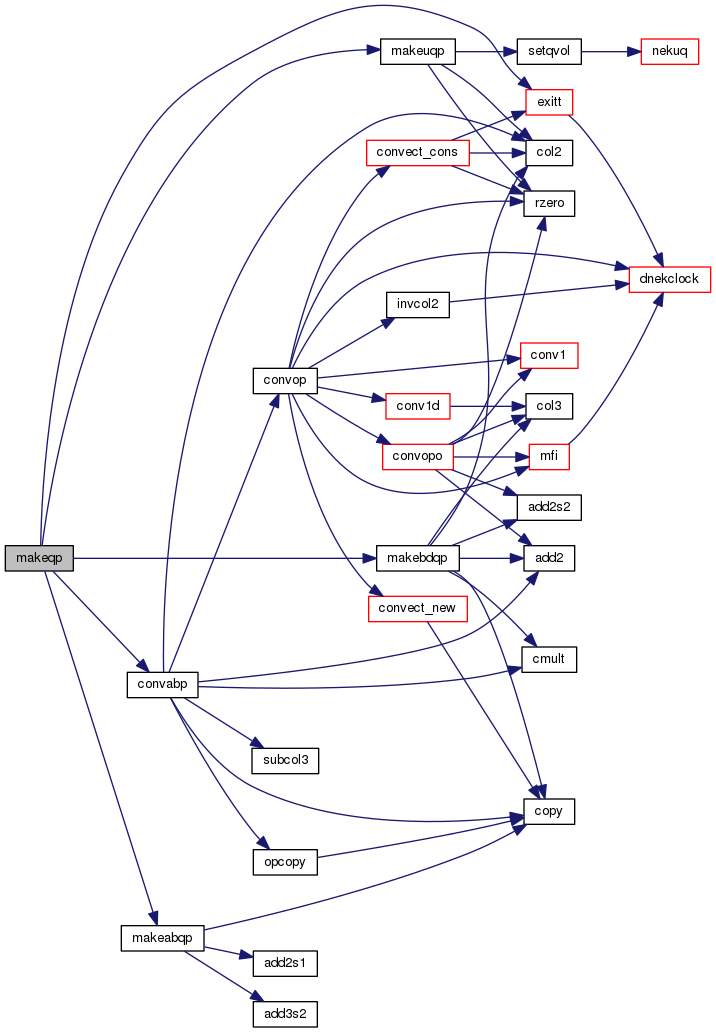 makeuqp
setqvol
nekuq
exitt
convect_cons
col2
rzero
dnekclock
invcol2
conv1
convop
conv1d
col3
convopo
mfi
add2s2
makeqp
makebdqp
add2
convect_new
cmult
convabp
subcol3
copy
opcopy
makeabqp
add2s1
add3s2